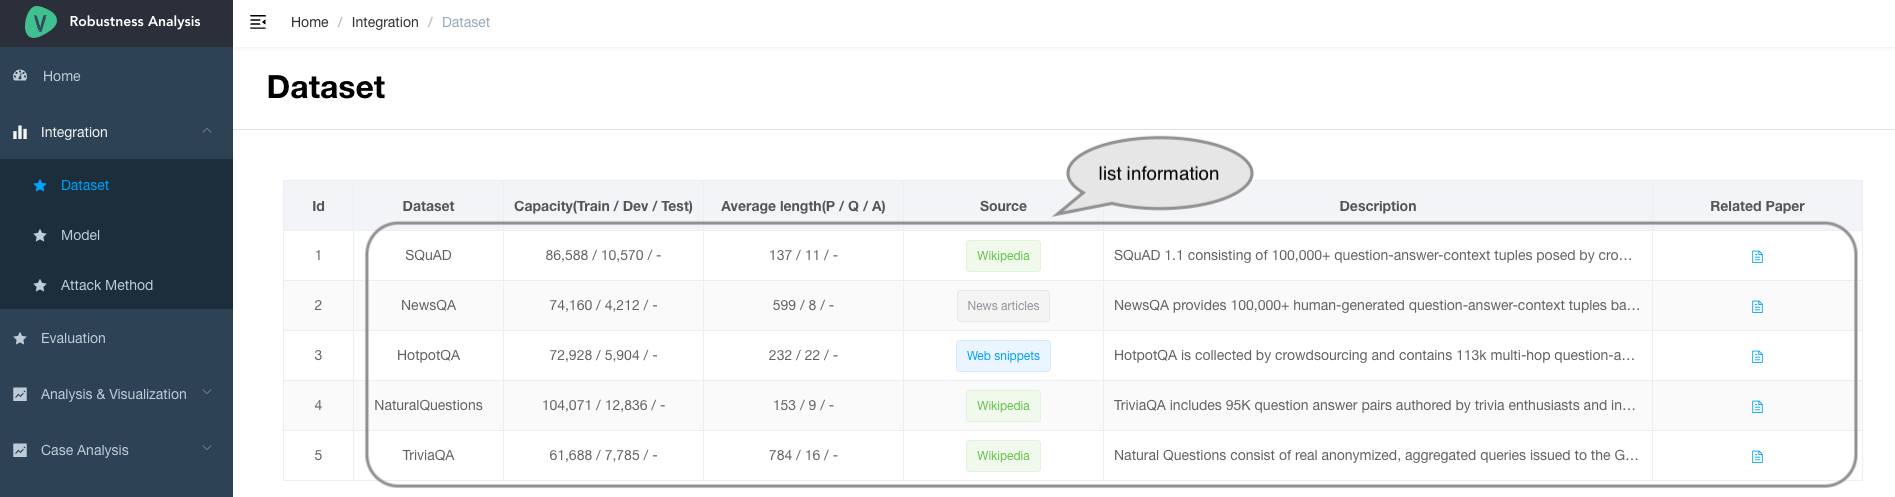 V Robustness Analysis
Home / Integration / Dataset
Home
Integration
Dataset
Model
Attack Method
Evaluation
Analysis & Visualization
Case Analysis
Dataset
list information
Id Dataset Capacity(Train / Dev / Test) Average length(P / Q / A) Source Description Related Paper
1 SQuAD 86,588 / 10,570 / - 137 / 11 / - Wikipedia SQuAD 1.1 consisting of 100,000+ question-answer-context tuples posed by cro...
2 NewsQA 74,160 / 4,212 / - 599 / 8 / - News articles NewsQA provides 100,000+ human-generated question-answer-context tuples ba...
3 HotpotQA 72,928 / 5,904 / - 232 / 22 / - Web snippets HotpotQA is collected by crowdsourcing and contains 113k multi-hop question-a...
4 NaturalQuestions 104,071 / 12,836 / - 153 / 9 / - Wikipedia TriviaQA includes 95K question answer pairs authored by trivia enthusiasts and in...
5 TriviaQA 61,688 / 7,785 / - 784 / 16 / - Wikipedia Natural Questions consist of real anonymized, aggregated queries issued to the G...